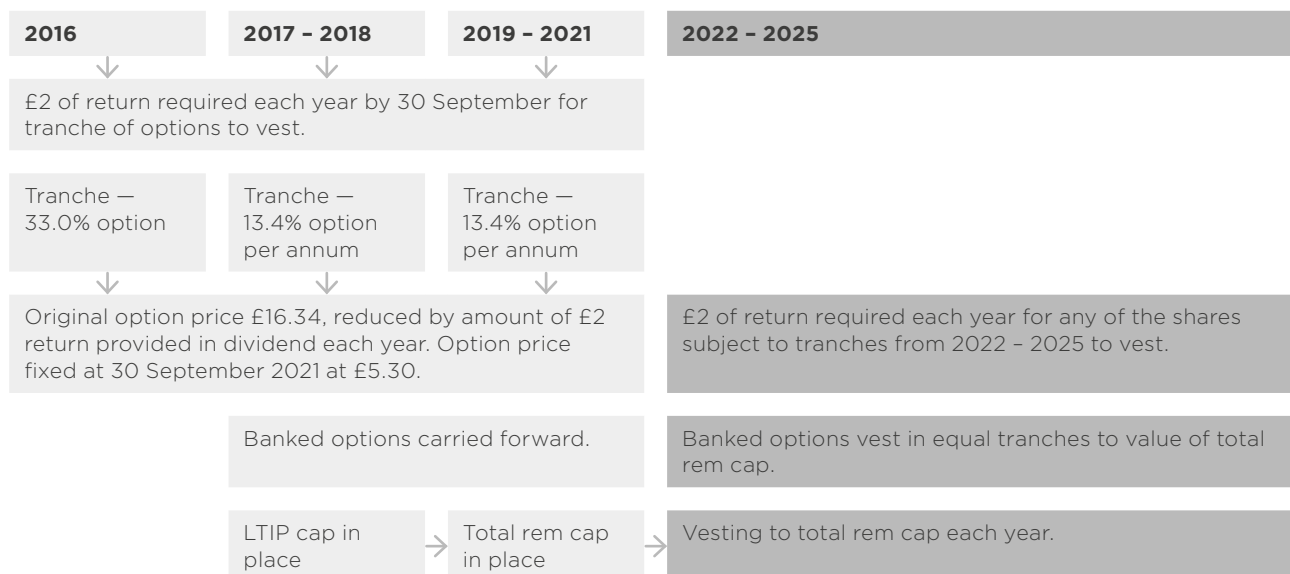 2016
2017 – 2018
2019 – 2021
2022 – 2025
£2 of return required each year by 30 September for
tranche of options to vest.
Tranche —
33.0% option
Tranche —
13.4% option
per annum
Tranche —
13.4% option
per annum
Original option price £16.34, reduced by amount of £2
return provided in dividend each year. Option price
fixed at 30 September 2021 at £5.30.
£2 of return required each year for any of the shares
subject to tranches from 2022 – 2025 to vest.
Banked options carried forward.
Banked options vest in equal tranches to value of total
rem cap.
LTIP cap in
place
Total rem cap
in place
Vesting to total rem cap each year.